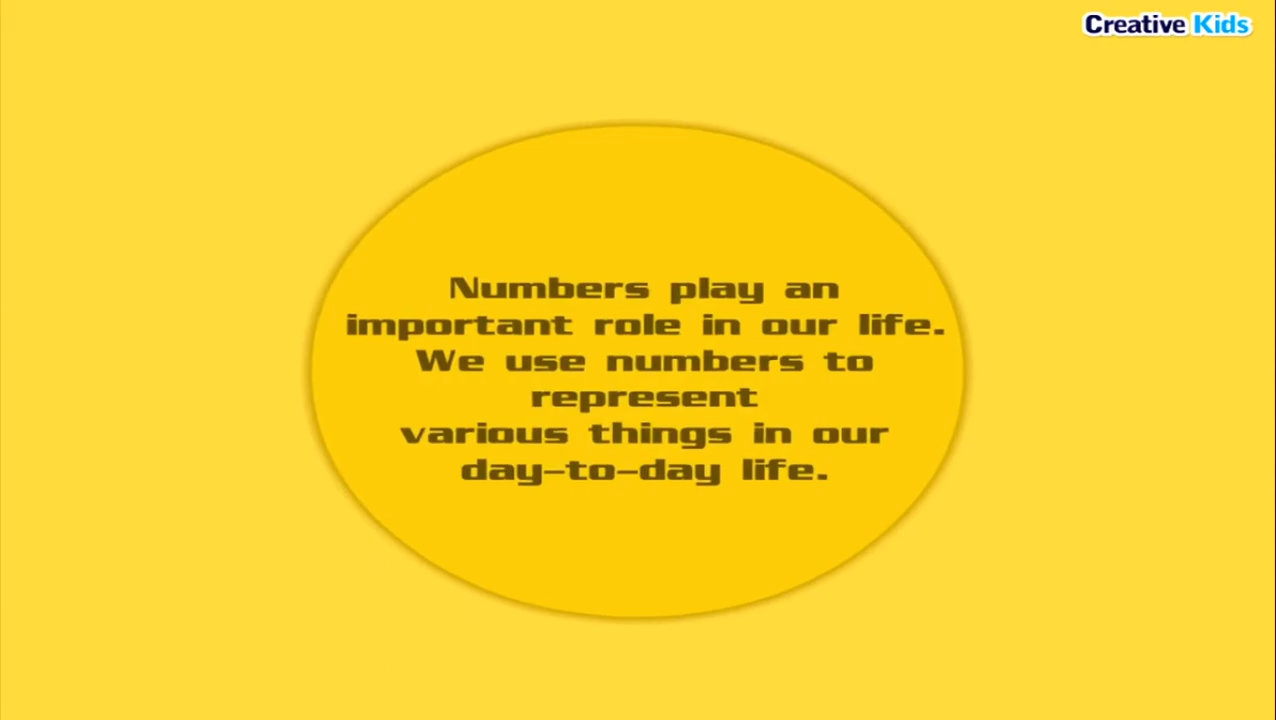 Creative Kids
Numbers play an
important role in our life.
We use numbers to
represent
various things in our
day-to-day life.